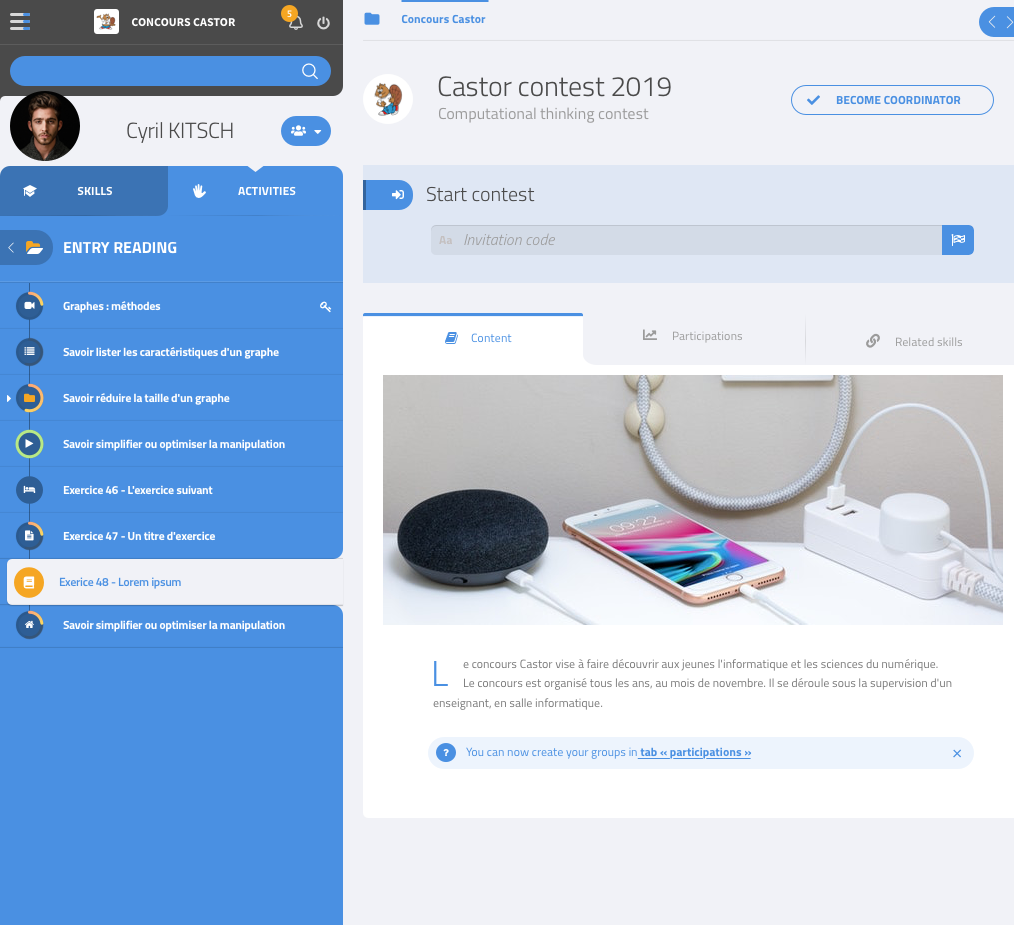 CONCOURS CASTOR
5
Cyril KITSCH
SKILLS
ACTIVITIES
ENTRY READING
Graphes : méthodes
Savoir lister les caractéristiques d'un graphe
Savoir réduire la taille d'un graphe
Savoir simplifier ou optimiser la manipulation
Exercice 46 - L'exercice suivant
Exercice 47 - Un titre d'exercice
Exerice 48 - Lorem ipsum
Savoir simplifier ou optimiser la manipulation
Concours Castor
Castor contest 2019
Computational thinking contest
BECOME COORDINATOR
Start contest
Aa Invitation code
Content
Participations
Related skills
09:22
Le concours Castor vise à faire découvrir aux jeunes l'informatique et les sciences du numérique.
Le concours est organisé tous les ans, au mois de novembre. Il se déroule sous la supervision d'un
enseignant, en salle informatique.
? You can now create your groups in tab « participations »